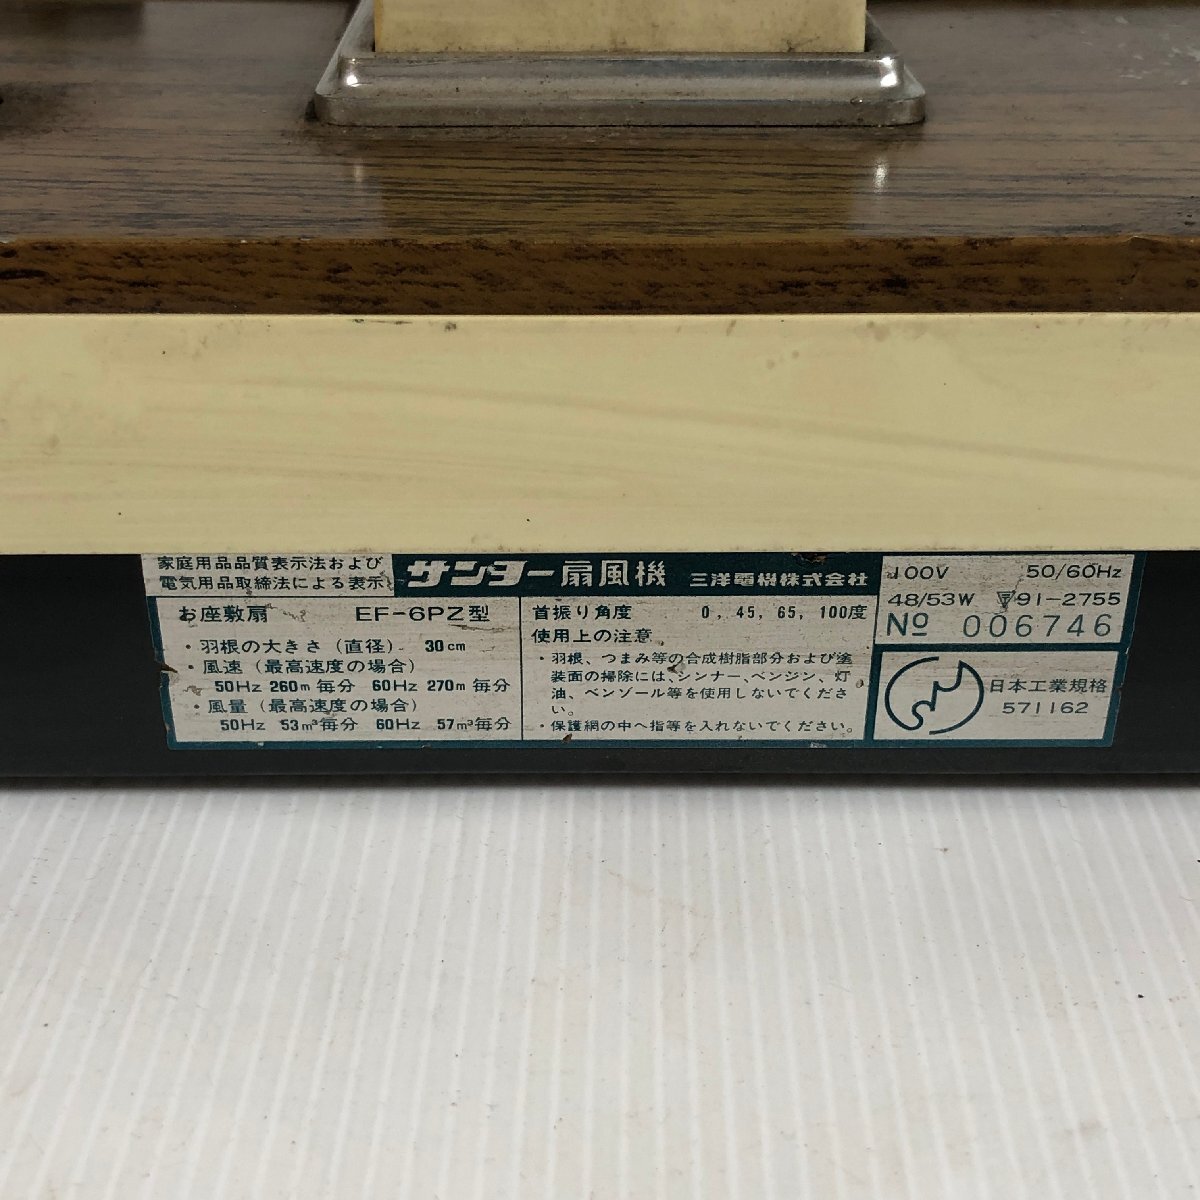 家庭用品品質表示法および
電気用品取締法による表示
サンヨー扇風機 三洋電機株式会社
お座敷扇 EF-6PZ型
・羽根の大きさ(直径) 30cm
・風速(最高速度の場合)
50Hz 260m 毎分 60Hz 270m 毎分
・風量(最高速度の場合)
50Hz 53m³毎分 60Hz 57m³毎分
首振り角度 0, 45, 65, 100度
使用上の注意
・羽根、つまみ等の合成樹脂部分および塗
装面の掃除には、シンナー、ベンジン、灯
油、ベンゾール等を使用しないでくださ
い。
・保護網の中へ指等を入れないでください。
100V 50/60Hz
48/53W 〒91-2755
№ 006746
日本工業規格
571162